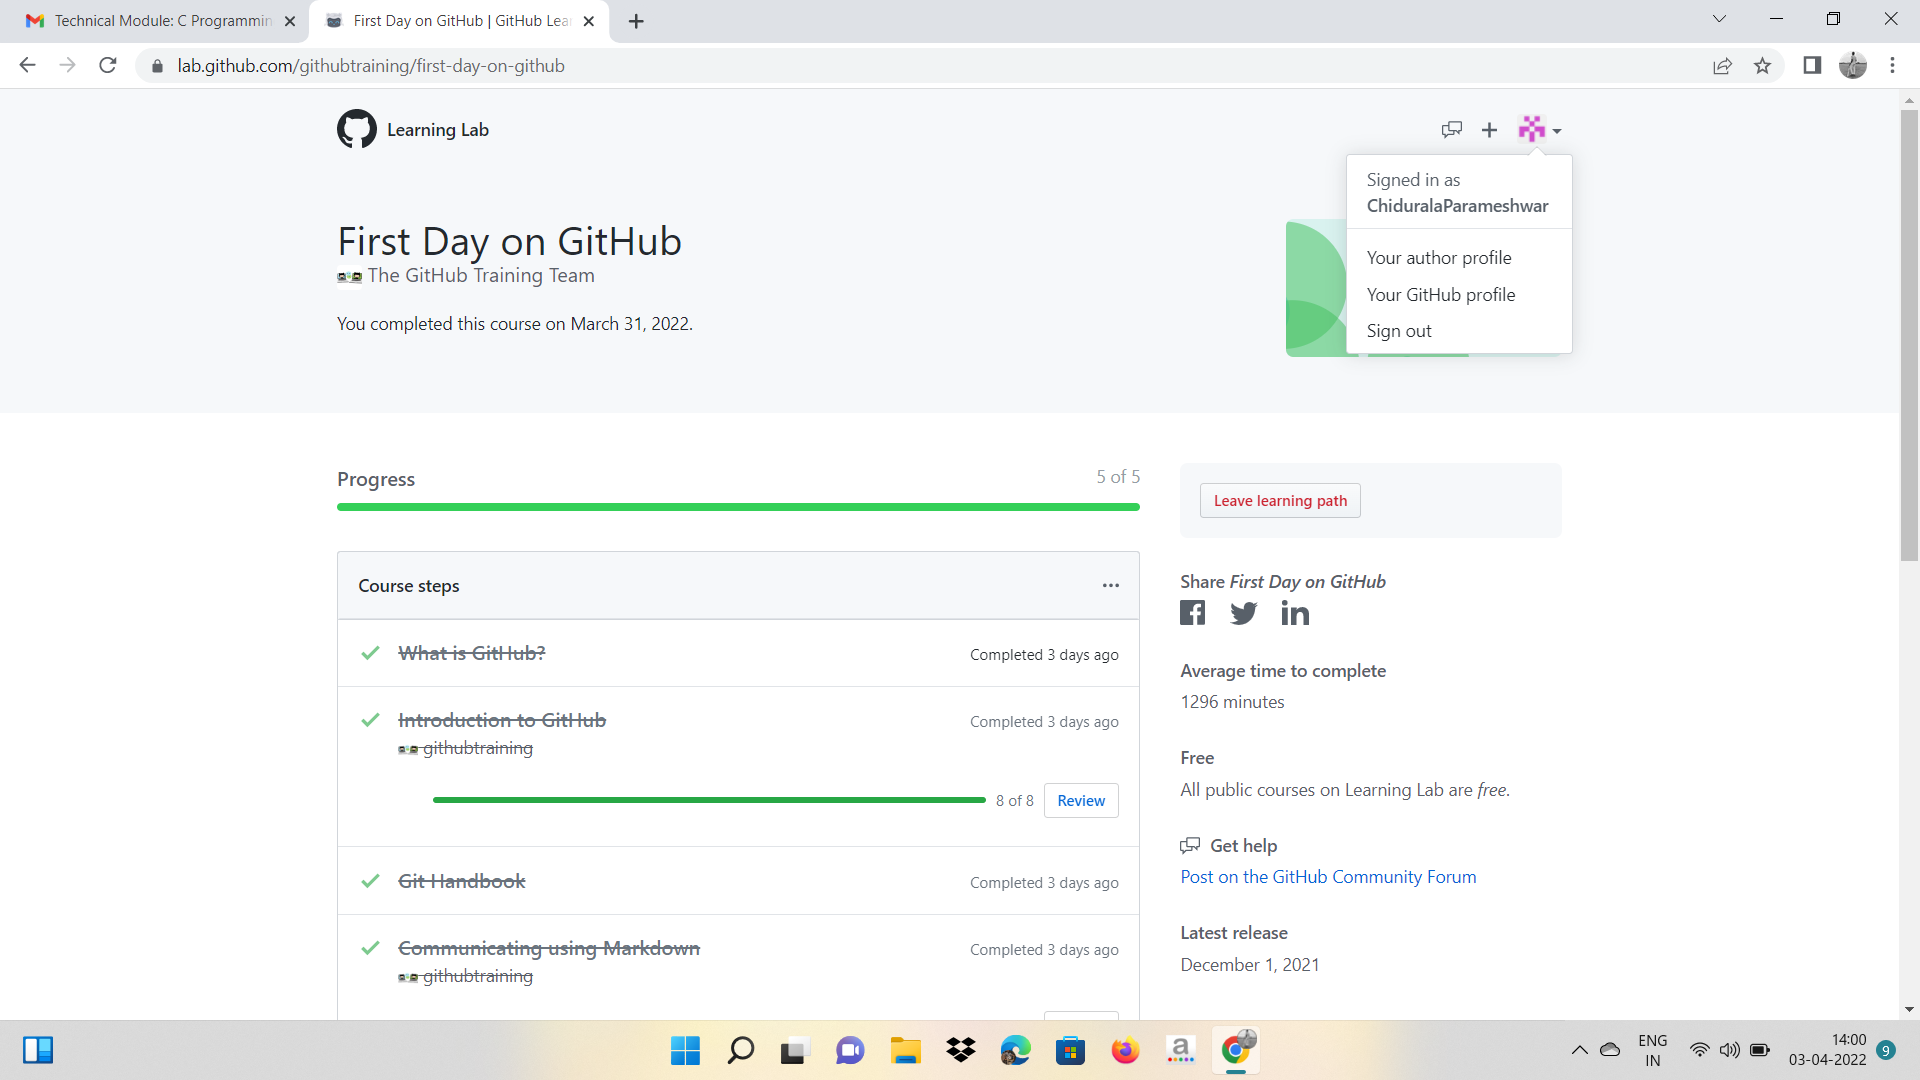 Technical Module: C Programmin
First Day on GitHub | GitHub Lea
lab.github.com/githubtraining/first-day-on-github
Learning Lab
Signed in as
ChiduralaParameshwar
Your author profile
Your GitHub profile
Sign out
First Day on GitHub
The GitHub Training Team
You completed this course on March 31, 2022.
Progress
5 of 5
Leave learning path
Course steps
What is GitHub?
Completed 3 days ago
Introduction to GitHub
Completed 3 days ago
githubtraining
8 of 8
Review
Git Handbook
Completed 3 days ago
Communicating using Markdown
Completed 3 days ago
githubtraining
Share First Day on GitHub
Average time to complete
1296 minutes
Free
All public courses on Learning Lab are free.
Get help
Post on the GitHub Community Forum
Latest release
December 1, 2021
a
ENG
IN
14:00
03-04-2022
9